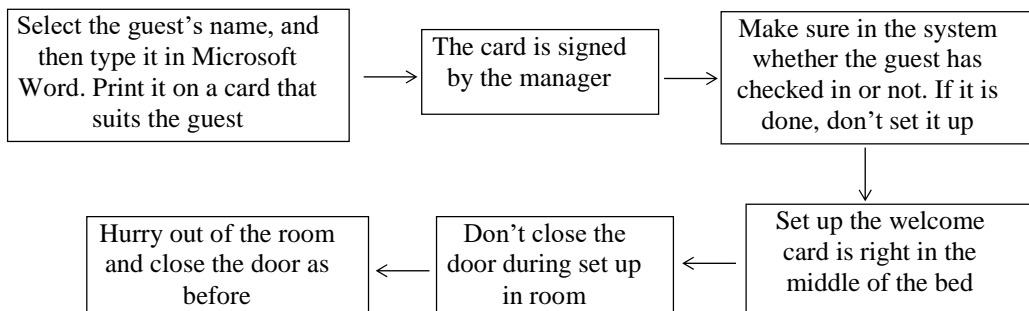 Select the guest’s name, and
then type it in Microsoft
Word. Print it on a card that
suits the guest
The card is signed
by the manager
Make sure in the system
whether the guest has
checked in or not. If it is
done, don’t set it up
Set up the welcome
card is right in the
middle of the bed
Don’t close the
door during set up
in room
Hurry out of the room
and close the door as
before